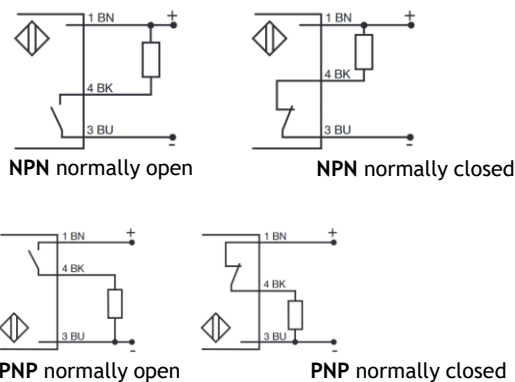 1 BN +
4 BK
3 BU -
NPN normally open
1 BN +
4 BK
3 BU -
NPN normally closed
1 BN +
4 BK
3 BU -
PNP normally open
1 BN +
4 BK
3 BU -
PNP normally closed